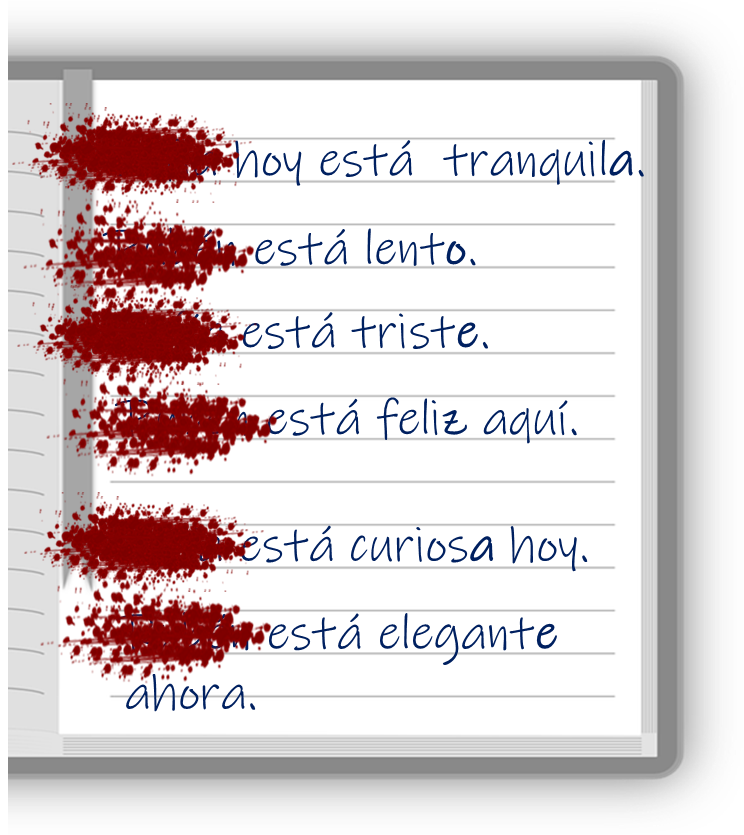 hoy está tranquila.
está lento.
está triste.
está feliz aquí.
está curiosa hoy.
está elegante
ahora.